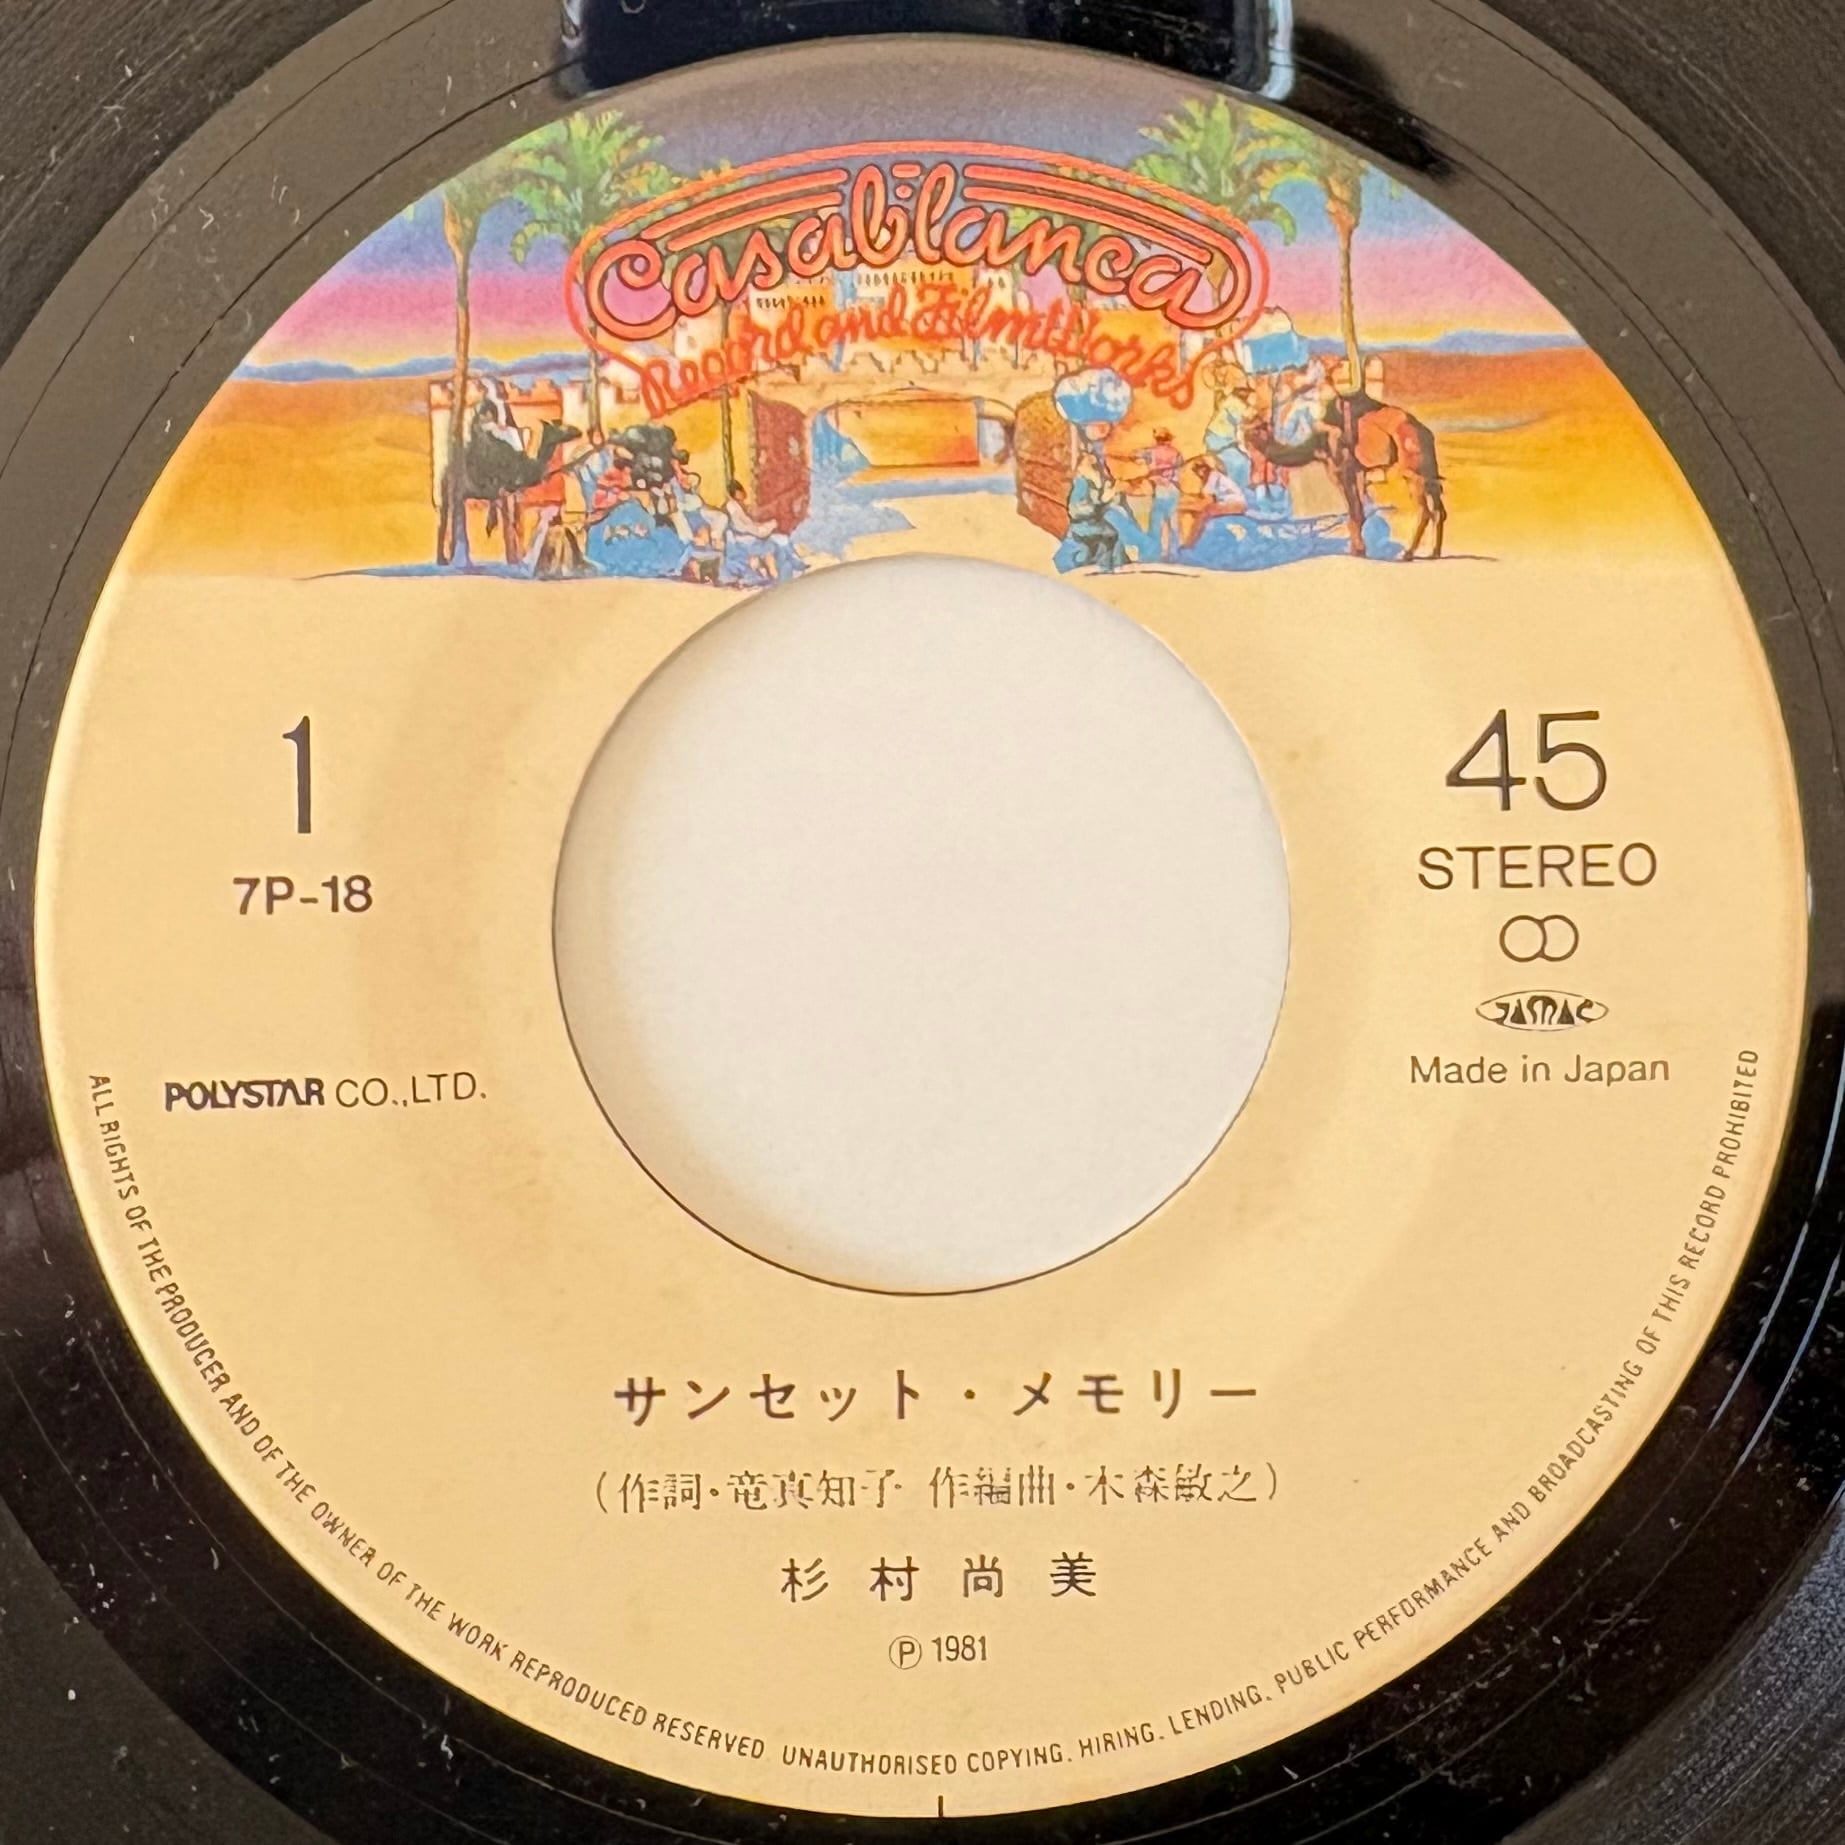 Casablanca
Record and FilmWorks
1
7P-18
POLYSTAR CO.,LTD.
45
STEREO
JASRAC
Made in Japan
サンセット・メモリー
(作詞・竜真知子 作編曲・木森敏之)
杉村尚美
Ⓟ 1981
ALL RIGHTS OF THE PRODUCER AND OF THE OWNER OF THE WORK REPRODUCED RESERVED. UNAUTHORISED COPYING. HIRING. LENDING. PUBLIC PERFORMANCE AND BROADCASTING OF THIS RECORD PROHIBITED